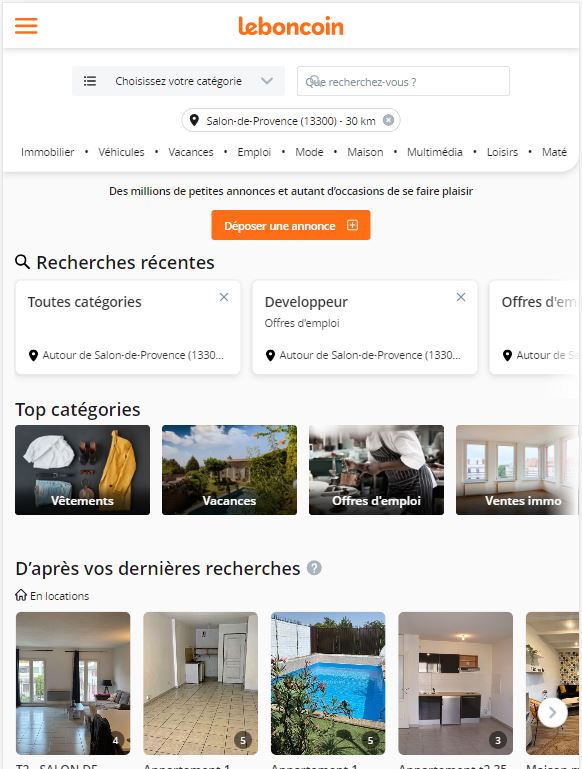 leboncoin
Choisissez votre catégorie
Que recherchez-vous ?
Salon-de-Provence (13300) - 30 km
Immobilier • Véhicules • Vacances • Emploi • Mode • Maison • Multimédia • Loisirs • Maté
Des millions de petites annonces et autant d’occasions de se faire plaisir
Déposer une annonce
Recherches récentes
Toutes catégories
Autour de Salon-de-Provence (1330...
Developpeur
Offres d'emploi
Autour de Salon-de-Provence (1330...
Offres d'em
Autour de Sa
Top catégories
Vêtements
Vacances
Offres d'emploi
Ventes immo
D’après vos dernières recherches ?
En locations
4
5
5
3
T2 - SALON DE
Appartement 1
Appartement 1
Appartement t2 35